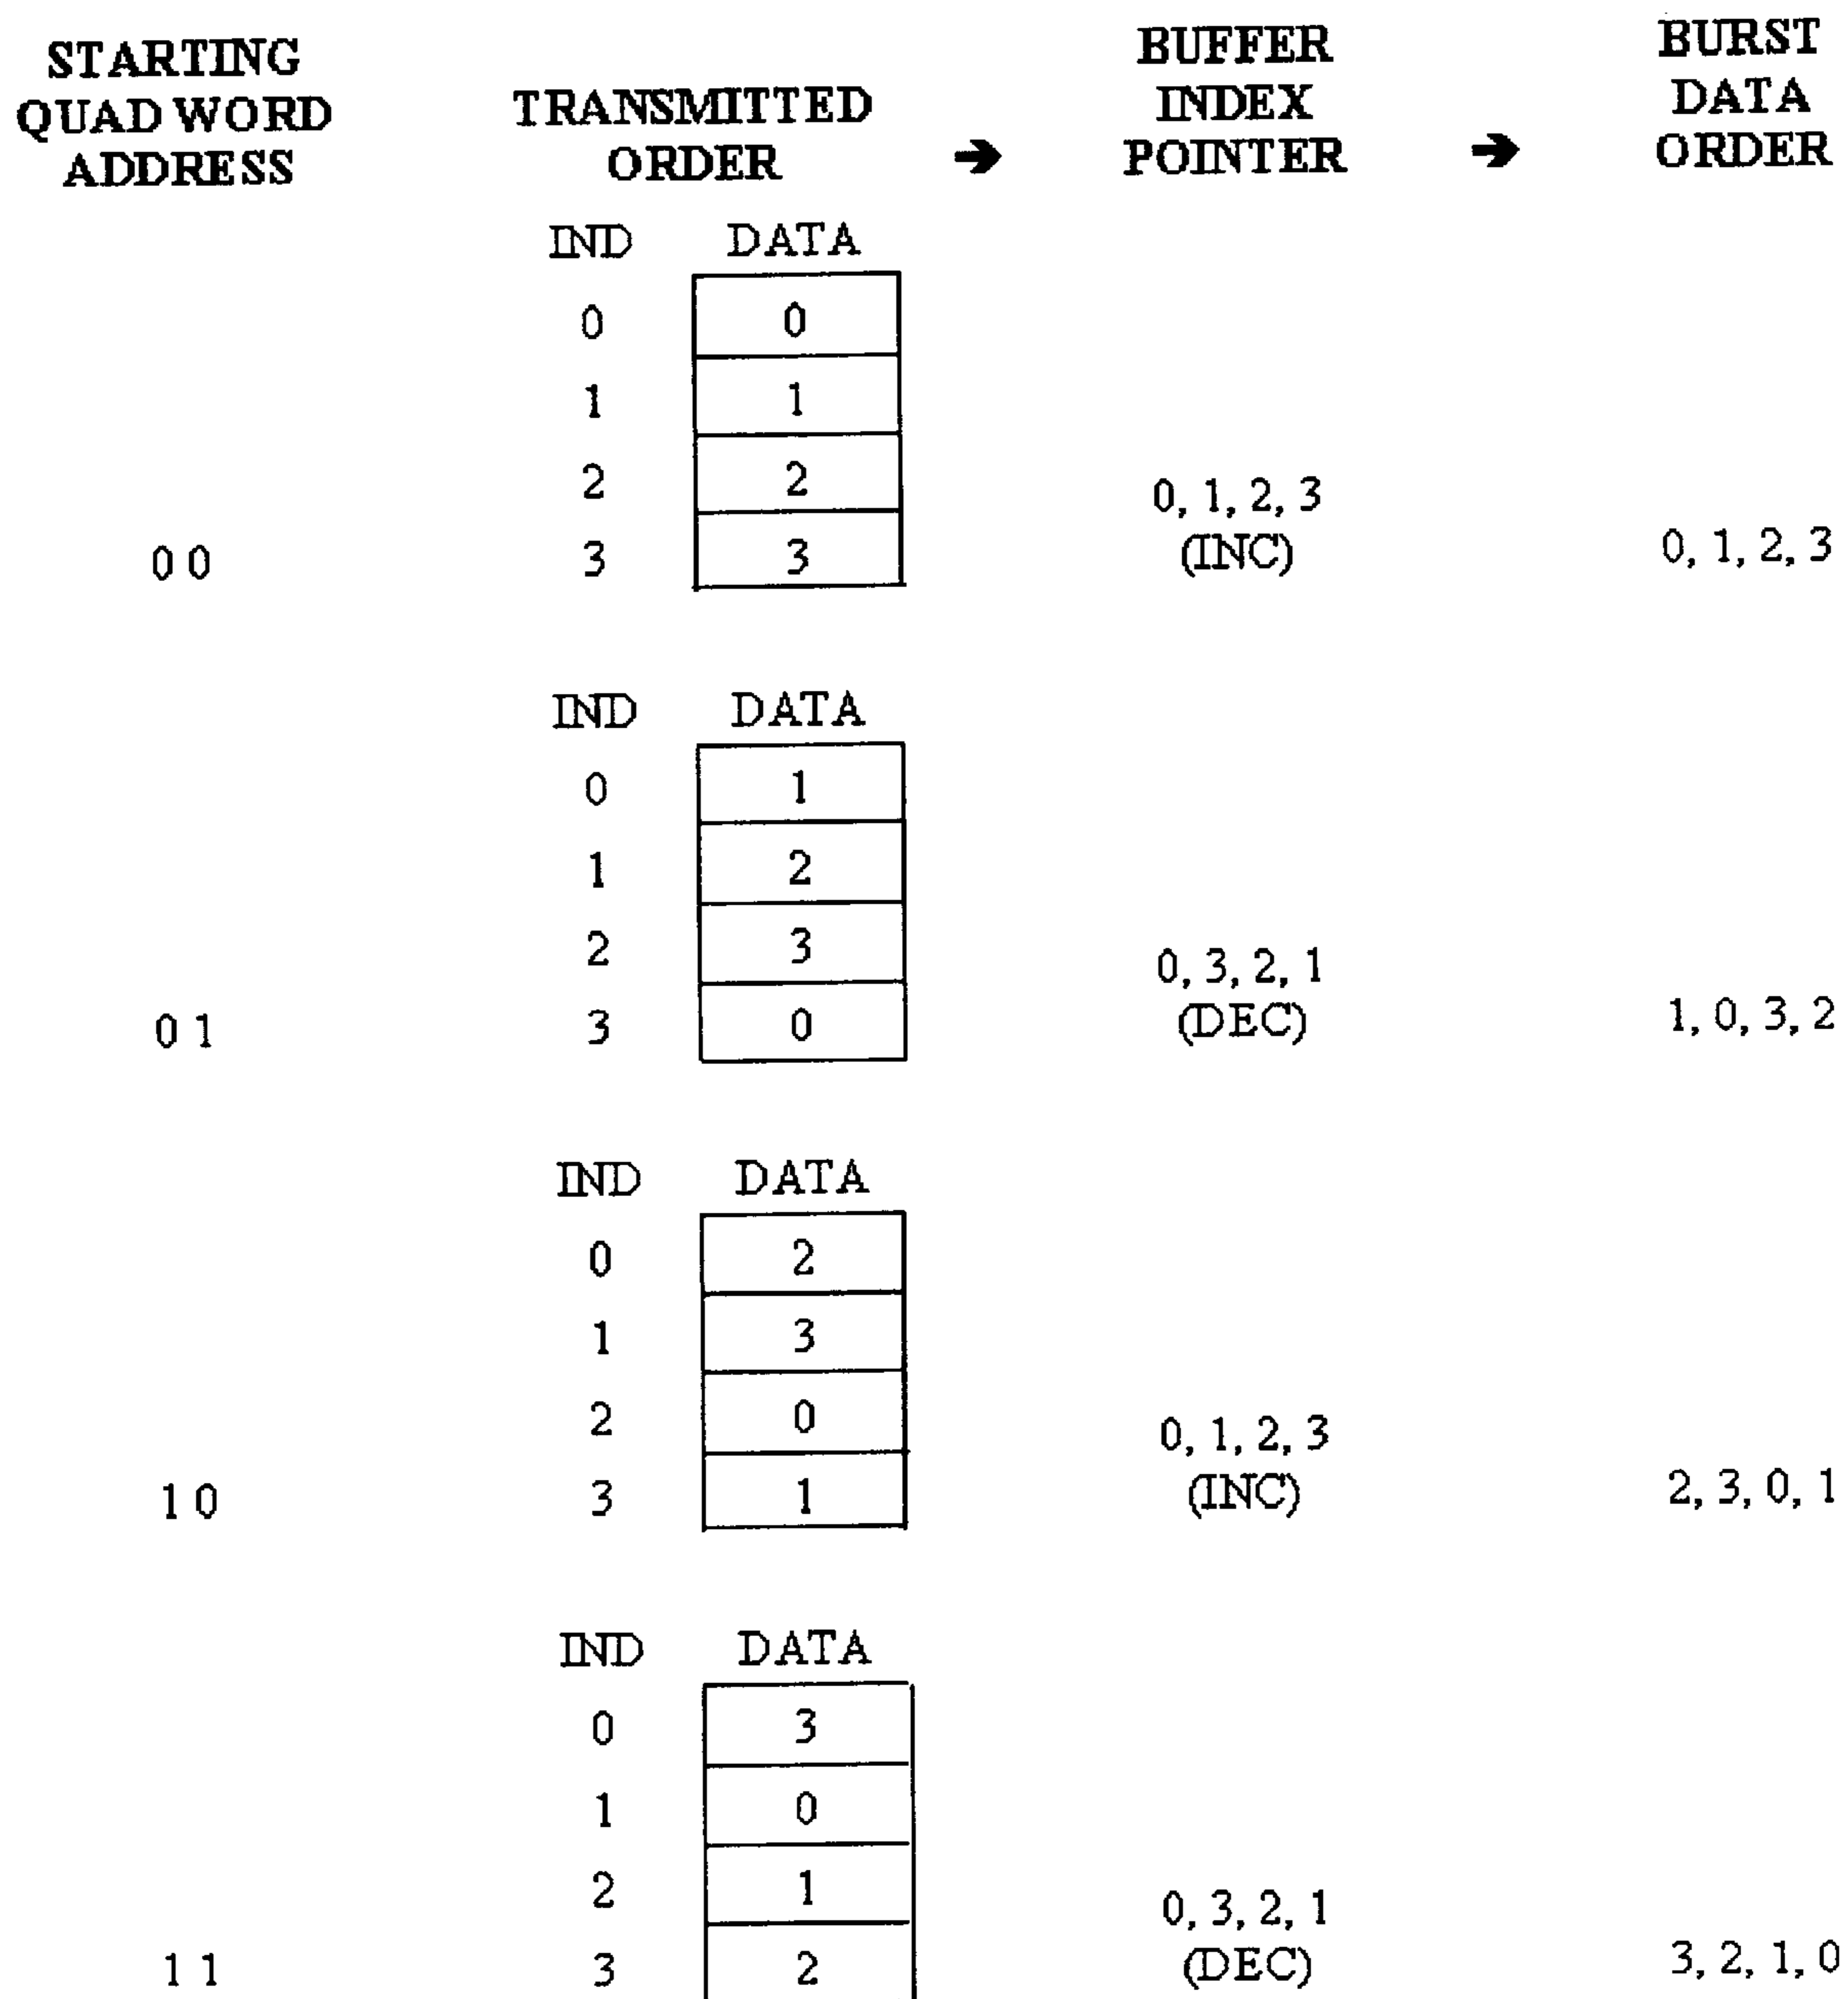 STARTING QUAD WORD ADDRESS
TRANSMITTED ORDER
→
BUFFER INDEX POINTER
→
BURST DATA ORDER
IND DATA
0 0
1 1
2 2
3 3
0 0
0, 1, 2, 3
(INC)
0, 1, 2, 3
IND DATA
0 1
1 2
2 3
3 0
0 1
0, 3, 2, 1
(DEC)
1, 0, 3, 2
IND DATA
0 2
1 3
2 0
3 1
1 0
0, 1, 2, 3
(INC)
2, 3, 0, 1
IND DATA
0 3
1 0
2 1
3 2
1 1
0, 3, 2, 1
(DEC)
3, 2, 1, 0